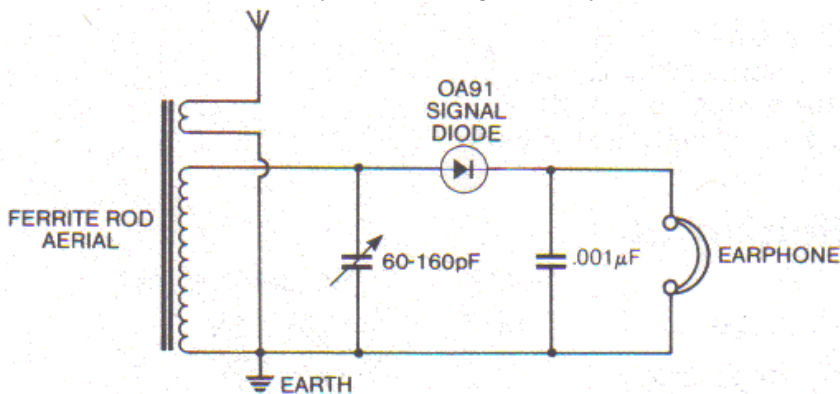 OA91
SIGNAL
DIODE
FERRITE ROD
AERIAL
60-160pF
.001μF
EARPHONE
EARTH